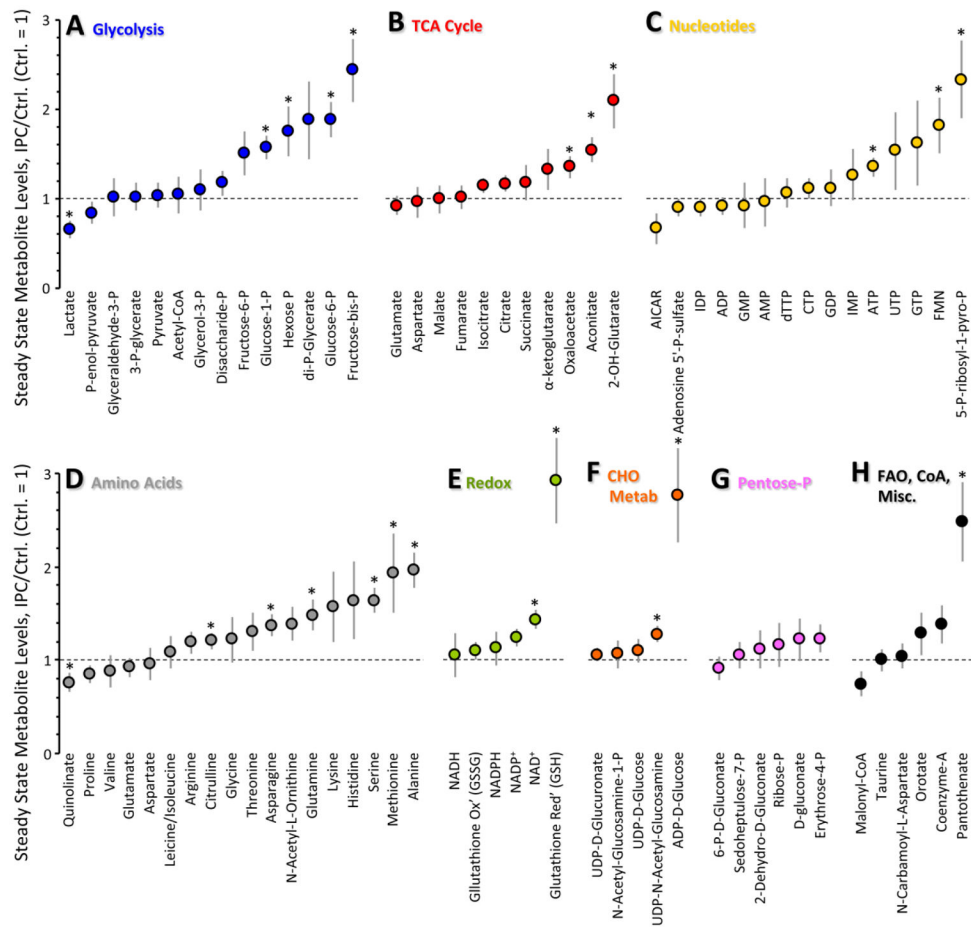 Steady State Metabolite Levels, IPC/Ctrl. (Ctrl. = 1)
3
2
1
0
A Glycolysis
*
*
*
*
*
Lactate
P-enol-pyruvate
Glyceraldehyde-3-P
3-P-glycerate
Pyruvate
Acetyl-CoA
Glycerol-3-P
Disaccharide-P
Fructose-6-P
Glucose-1-P
Hexose P
di-P-Glycerate
Glucose-6-P
Fructose-bis-P
B TCA Cycle
*
*
*
Glutamate
Aspartate
Malate
Fumarate
Isocitrate
Citrate
Succinate
α-ketoglutarate
Oxaloacetate
Aconitate
2-OH-Glutarate
C Nucleotides
*
*
*
AICAR
Adenosine 5'-P-sulfate
IDP
ADP
GMP
AMP
dTTP
CTP
GDP
IMP
ATP
UTP
GTP
FMN
5-P-ribosyl-1-pyro-P
Steady State Metabolite Levels, IPC/Ctrl. (Ctrl. = 1)
3
2
1
0
D Amino Acids
*
*
*
*
*
*
*
Quinolinate
Proline
Valine
Glutamate
Aspartate
Leicine/Isoleucine
Arginine
Citrulline
Glycine
Threonine
Asparagine
N-Acetyl-L-Ornithine
Glutamine
Lysine
Histidine
Serine
Methionine
Alanine
E Redox
*
*
NADH
Gllutathione Ox' (GSSG)
NADPH
NADP⁺
NAD⁺
Glutathione Red' (GSH)
F CHO
Metab
*
*
UDP-D-Glucuronate
N-Acetyl-Glucosamine-1-P
UDP-D-Glucose
UDP-N-Acetyl-Glucosamine
ADP-D-Glucose
G Pentose-P
6-P-D-Gluconate
Sedoheptulose-7-P
2-Dehydro-D-Gluconate
Ribose-P
D-gluconate
Erythrose-4-P
H FAO, CoA,
Misc.
*
Malonyl-CoA
Taurine
N-Carbamoyl-L-Aspartate
Orotate
Coenzyme-A
Pantothenate